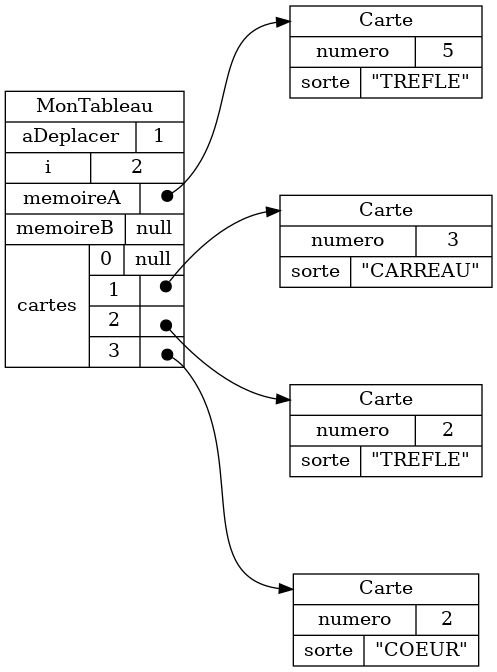 MonTableau
aDeplacer 1
i 2
memoireA
memoireB null
cartes
0 null
1
2
3
Carte
numero 5
sorte "TREFLE"
Carte
numero 3
sorte "CARREAU"
Carte
numero 2
sorte "TREFLE"
Carte
numero 2
sorte "COEUR"